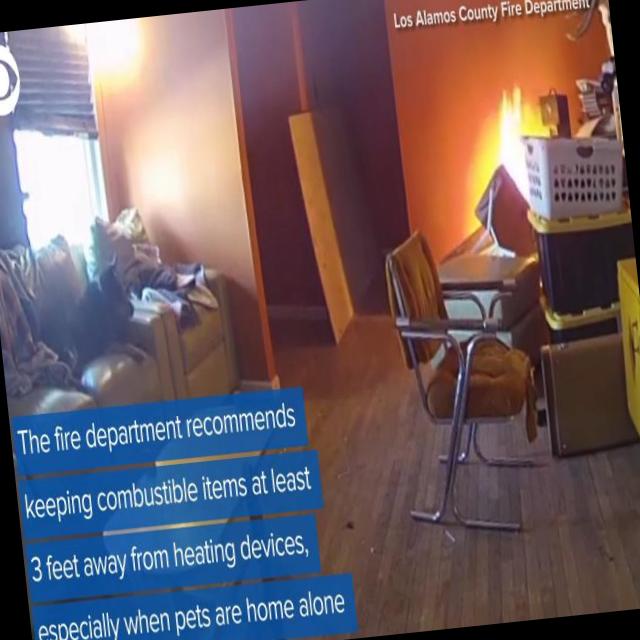 Los Alamos County Fire Department
The fire department recommends
keeping combustible items at least
3 feet away from heating devices,
especially when pets are home alone